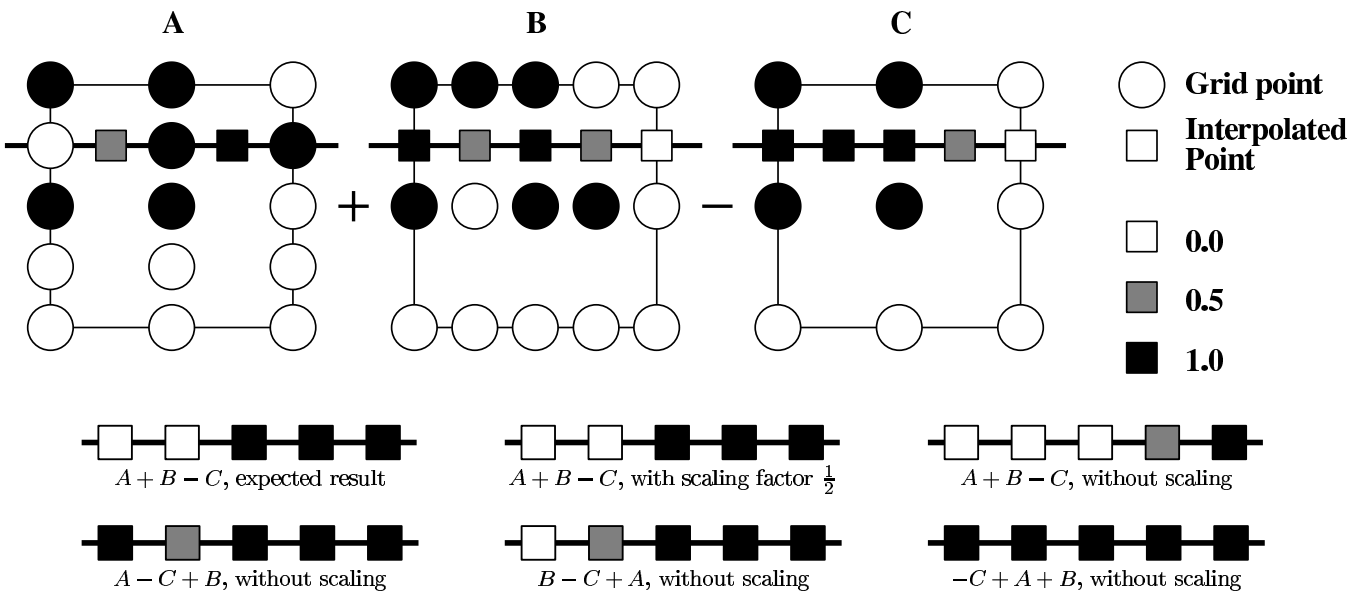 A B C
Grid point
Interpolated
Point
+ −
0.0
0.5
1.0
A + B − C, expected result
A + B − C, with scaling factor 1/2
A + B − C, without scaling
A − C + B, without scaling
B − C + A, without scaling
−C + A + B, without scaling